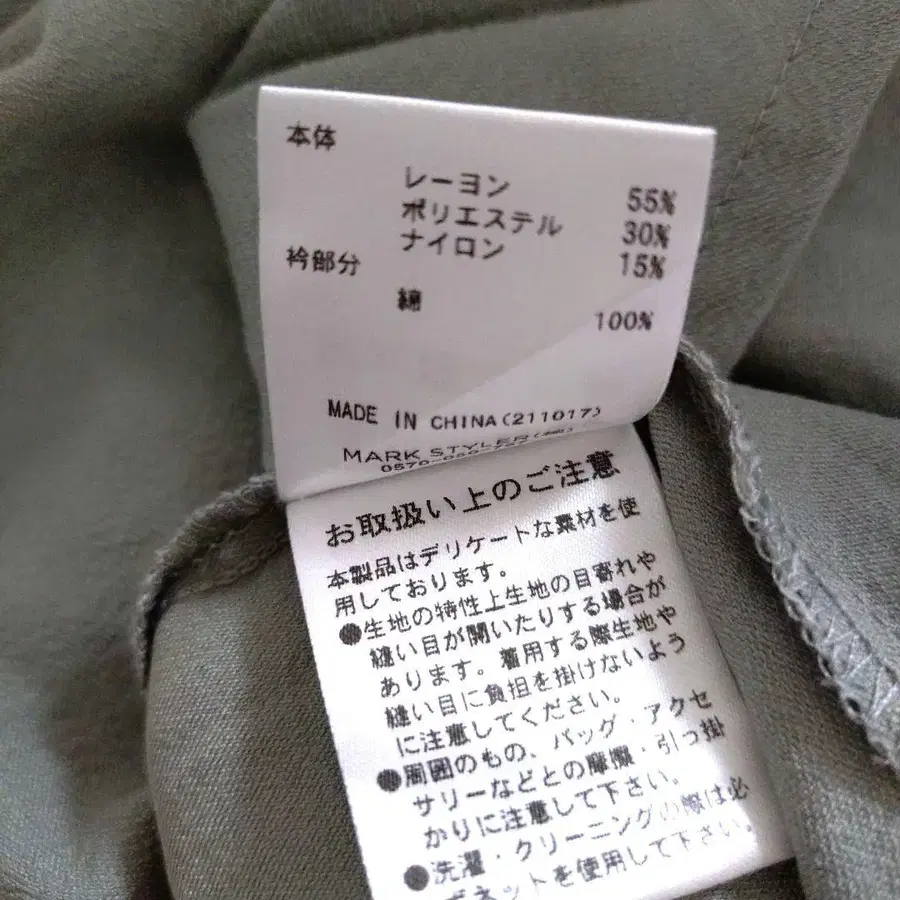 本体
レーヨン 55%
ポリエステル 30%
ナイロン 15%
衿部分
綿 100%
MADE IN CHINA(211017)
MARK STYLER(株)
お取扱い上のご注意
本製品はデリケートな素材を使
用しております。
●生地の特性上生地の目寄れや
縫い目が開いたりする場合が
あります。着用する際生地や
縫い目に負担を掛けないよう
に注意してください。
●周囲のもの、バッグ・アクセ
サリーなどとの摩擦・引っ掛
かりに注意して下さい。
●洗濯・クリーニングの際は必
ずネットを使用して下さい。